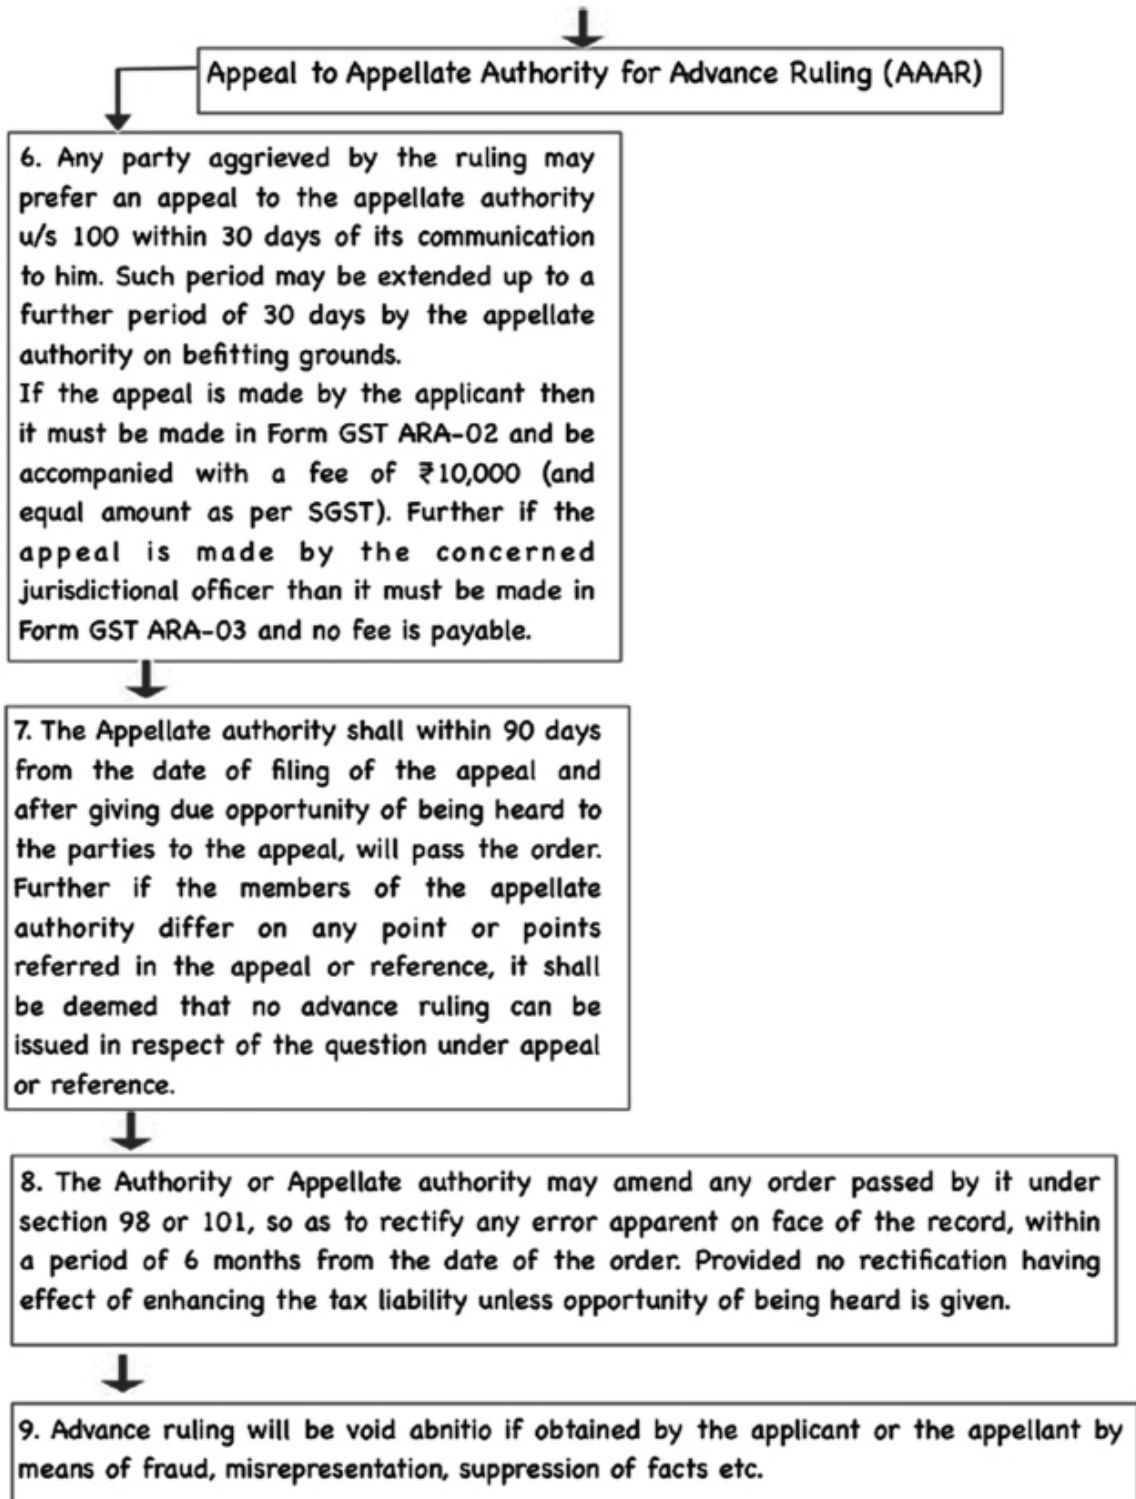 Appeal to Appellate Authority for Advance Ruling (AAAR)
6. Any party aggrieved by the ruling may
prefer an appeal to the appellate authority
u/s 100 within 30 days of its communication
to him. Such period may be extended up to a
further period of 30 days by the appellate
authority on befitting grounds.
If the appeal is made by the applicant then
it must be made in Form GST ARA-02 and be
accompanied with a fee of ₹10,000 (and
equal amount as per SGST). Further if the
appeal is made by the concerned
jurisdictional officer than it must be made in
Form GST ARA-03 and no fee is payable.
7. The Appellate authority shall within 90 days
from the date of filing of the appeal and
after giving due opportunity of being heard to
the parties to the appeal, will pass the order.
Further if the members of the appellate
authority differ on any point or points
referred in the appeal or reference, it shall
be deemed that no advance ruling can be
issued in respect of the question under appeal
or reference.
8. The Authority or Appellate authority may amend any order passed by it under
section 98 or 101, so as to rectify any error apparent on face of the record, within
a period of 6 months from the date of the order. Provided no rectification having
effect of enhancing the tax liability unless opportunity of being heard is given.
9. Advance ruling will be void abnitio if obtained by the applicant or the appellant by
means of fraud, misrepresentation, suppression of facts etc.